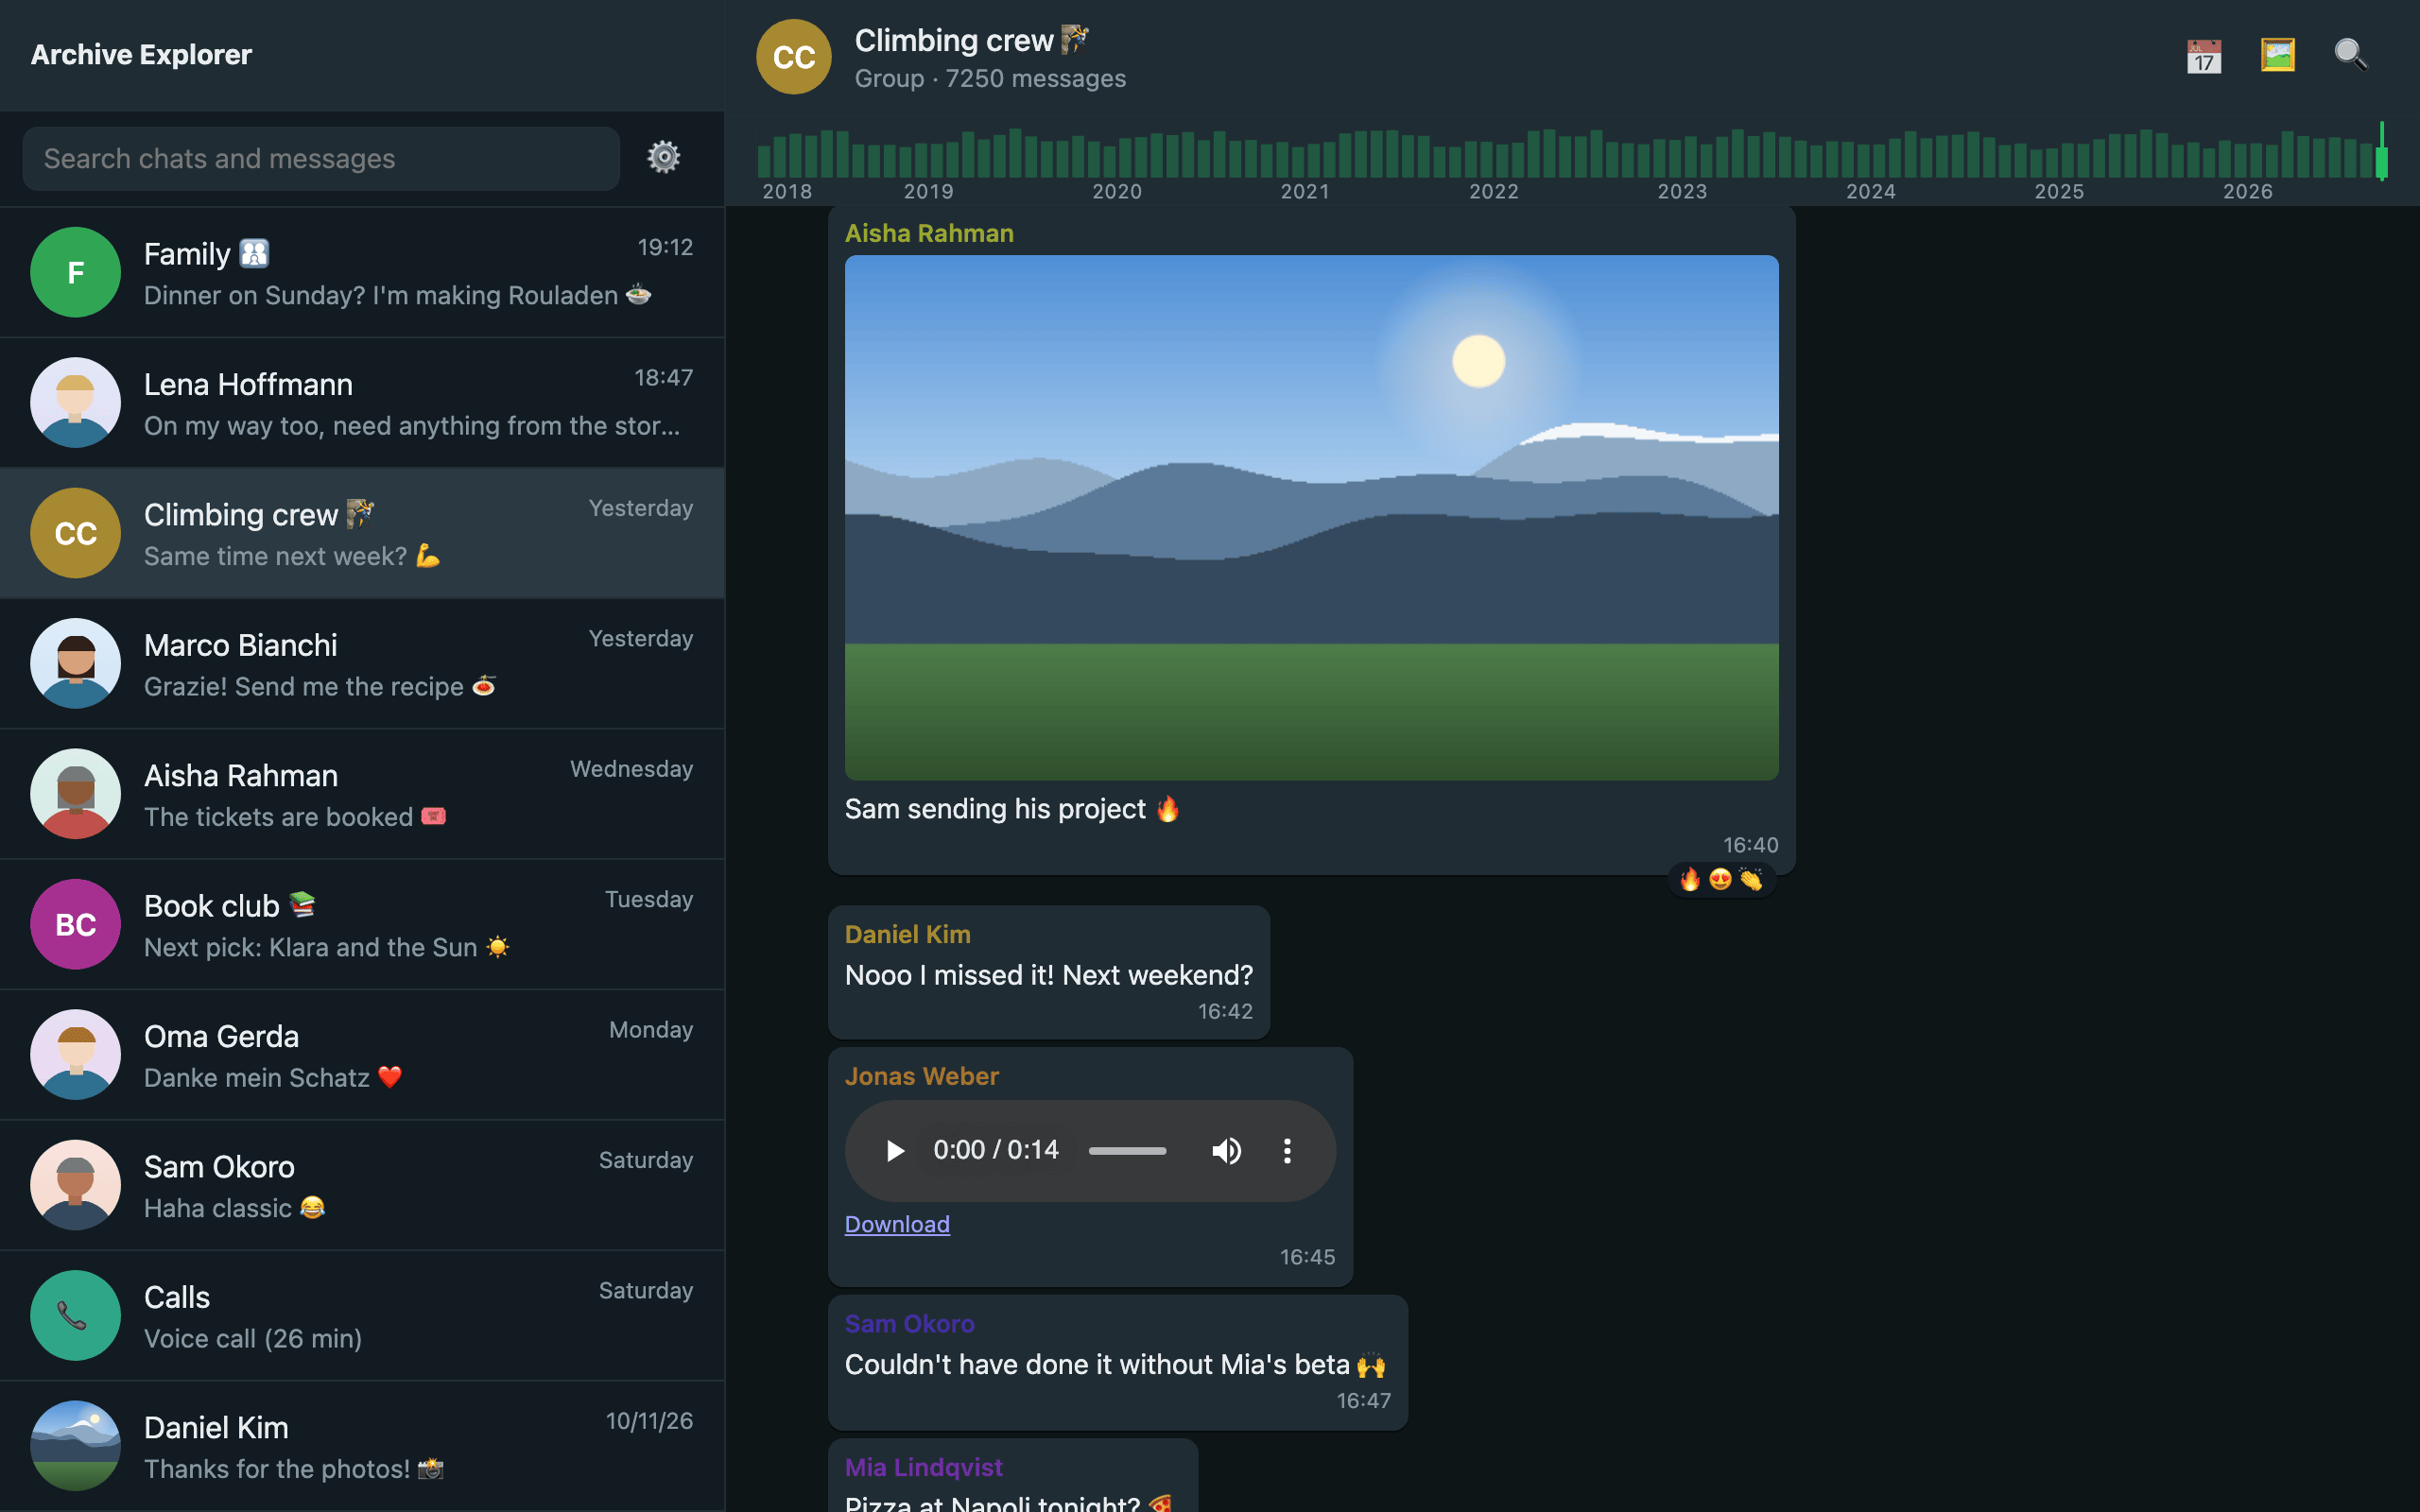 Archive Explorer
Search chats and messages
Family
19:12
Dinner on Sunday? I'm making Rouladen 🍲
Lena Hoffmann
18:47
On my way too, need anything from the stor...
CC
Climbing crew 🧗
Yesterday
Same time next week? 💪
Marco Bianchi
Yesterday
Grazie! Send me the recipe 🍝
Aisha Rahman
Wednesday
The tickets are booked 🎟️
BC
Book club 📚
Tuesday
Next pick: Klara and the Sun ☀️
Oma Gerda
Monday
Danke mein Schatz ❤️
Sam Okoro
Saturday
Haha classic 😂
Calls
Saturday
Voice call (26 min)
Daniel Kim
10/11/26
Thanks for the photos! 📸
F
CC
Climbing crew 🧗
Group · 7250 messages
JUL
17
2018 2019 2020 2021 2022 2023 2024 2025 2026
Aisha Rahman
Sam sending his project 🔥
16:40
🔥 😍 👏
Daniel Kim
Nooo I missed it! Next weekend?
16:42
Jonas Weber
0:00 / 0:14
Download
16:45
Sam Okoro
Couldn't have done it without Mia's beta 🙌
16:47
Mia Lindqvist
Pizza at Napoli tonight? 🍕